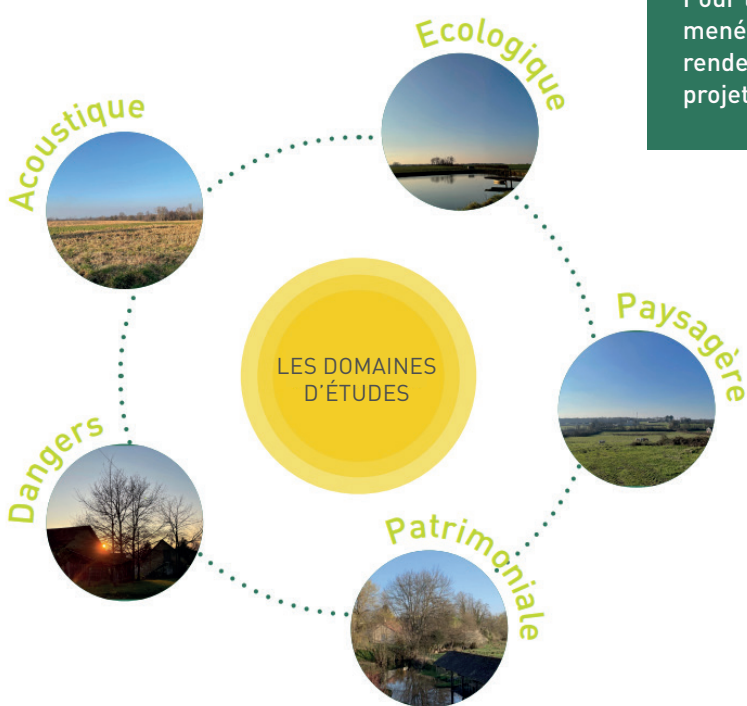 Ecologique
Acoustique
Paysagère
LES DOMAINES
D'ÉTUDES
Dangers
Patrimoniale
mené
rende
projet